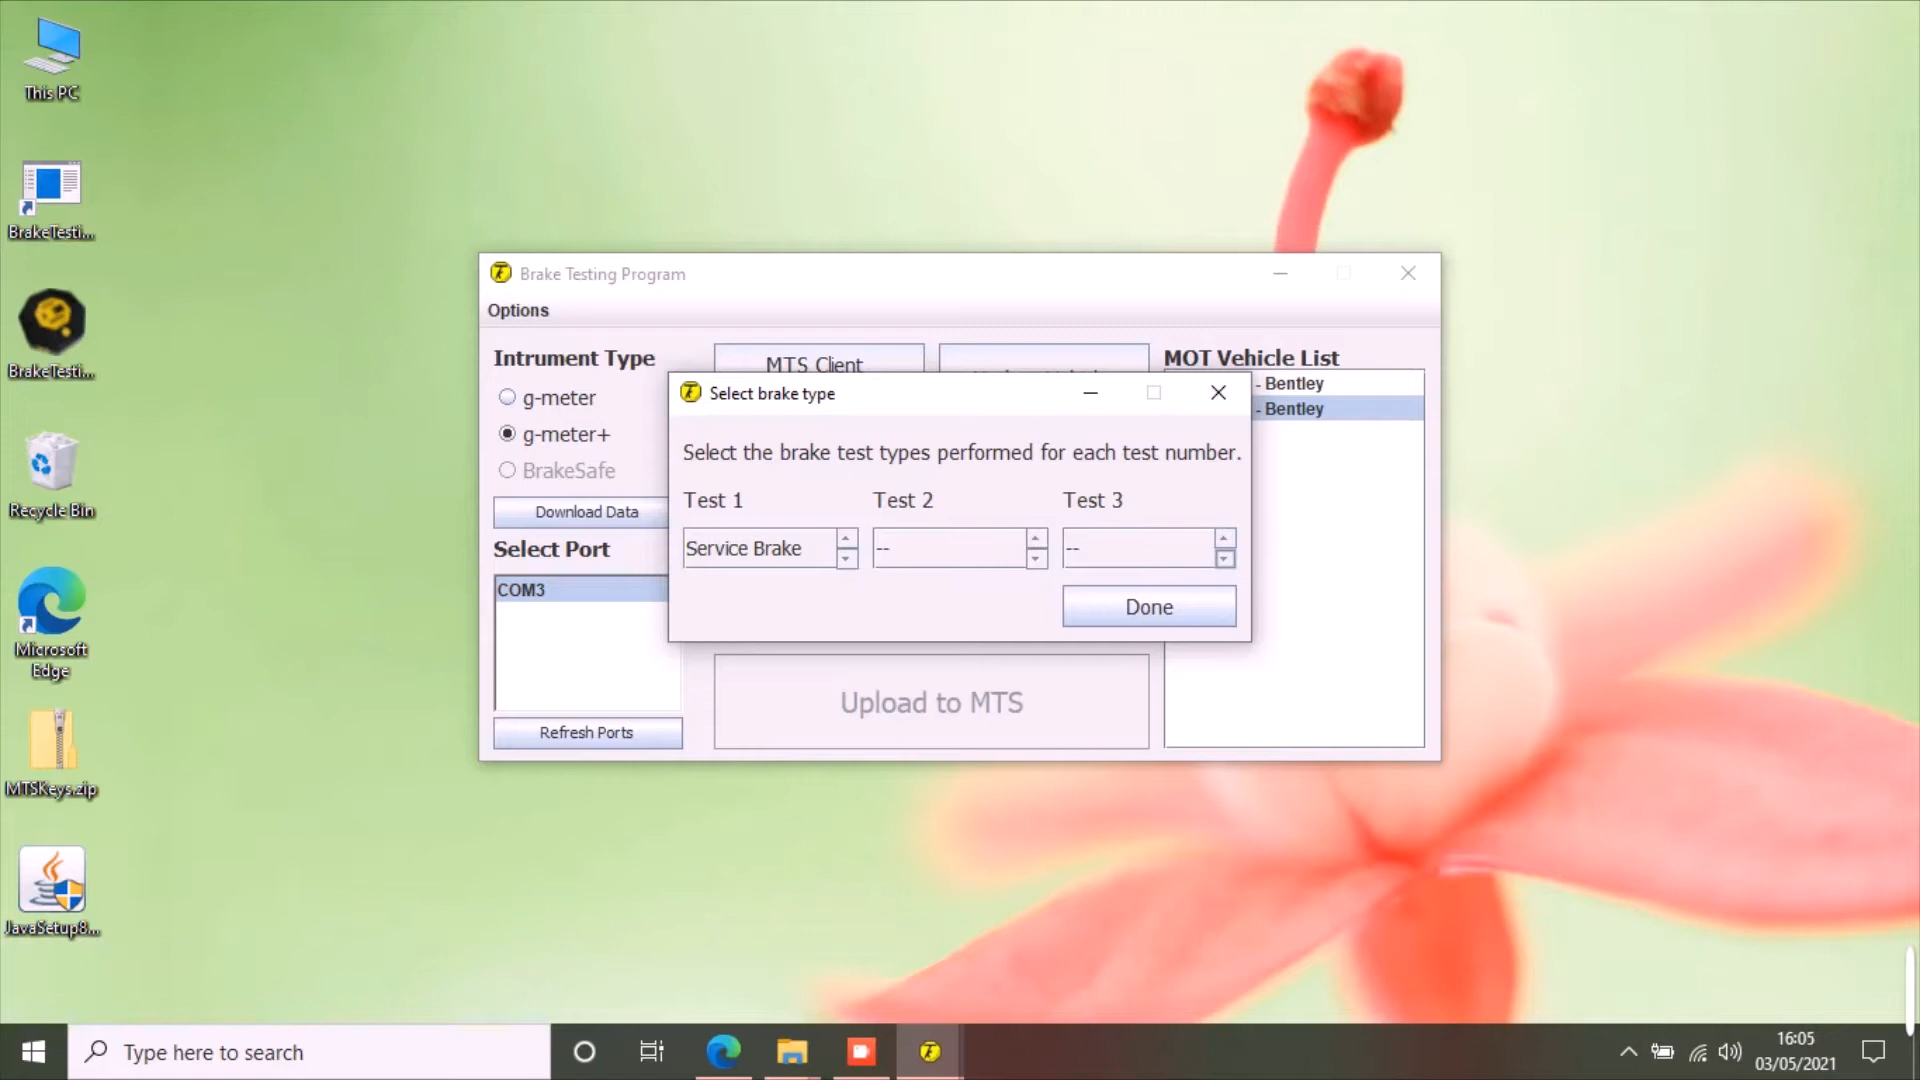 This PC
BrakeTesti...
BrakeTesti...
Recycle Bin
Microsoft
Edge
MTSKeys.zip
JavaSetup8...
Brake Testing Program
Options
Intrument Type
g-meter
g-meter+
BrakeSafe
Download Data
Select Port
COM3
Refresh Ports
MTS Client
MOT Vehicle List
- Bentley
- Bentley
Select brake type
Select the brake test types performed for each test number.
Test 1
Test 2
Test 3
Service Brake
--
--
Done
Upload to MTS
Type here to search
16:05
03/05/2021